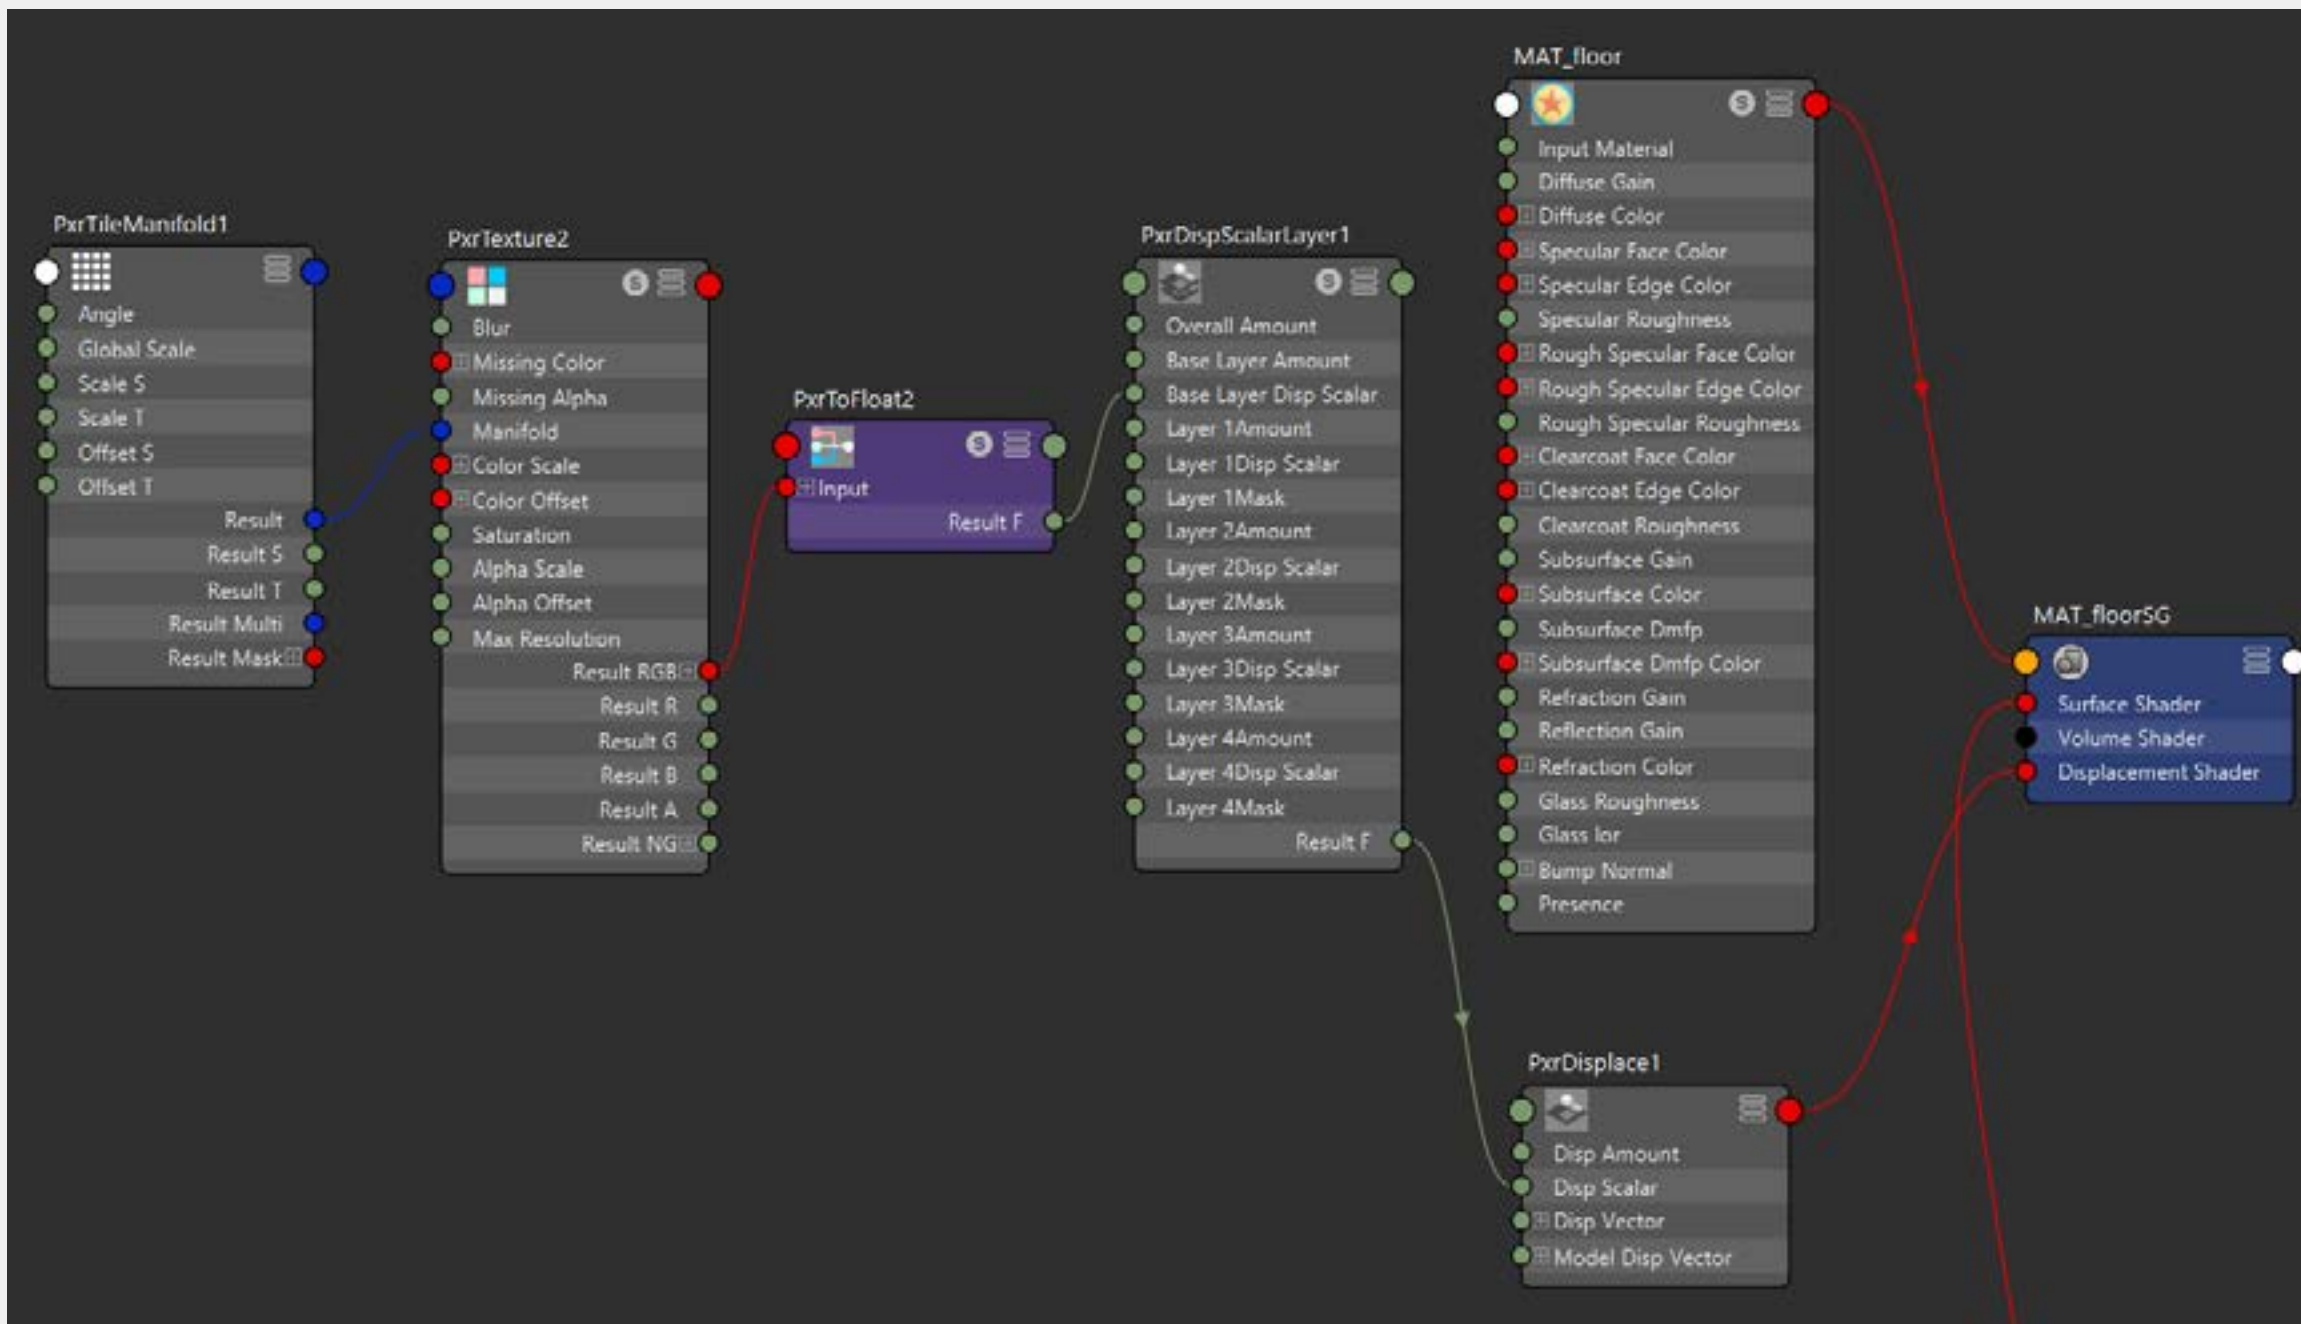 PxrTileManifold1
Angle
Global Scale
Scale S
Scale T
Offset S
Offset T
Result
Result S
Result T
Result Multi
Result Mask
PxrTexture2
S
Blur
Missing Color
Missing Alpha
Manifold
Color Scale
Color Offset
Saturation
Alpha Scale
Alpha Offset
Max Resolution
Result RGB
Result R
Result G
Result B
Result A
Result NG
PxrToFloat2
S
Input
Result F
PxrDispScalarLayer1
S
Overall Amount
Base Layer Amount
Base Layer Disp Scalar
Layer 1Amount
Layer 1Disp Scalar
Layer 1Mask
Layer 2Amount
Layer 2Disp Scalar
Layer 2Mask
Layer 3Amount
Layer 3Disp Scalar
Layer 3Mask
Layer 4Amount
Layer 4Disp Scalar
Layer 4Mask
Result F
MAT_floor
S
Input Material
Diffuse Gain
Diffuse Color
Specular Face Color
Specular Edge Color
Specular Roughness
Rough Specular Face Color
Rough Specular Edge Color
Rough Specular Roughness
Clearcoat Face Color
Clearcoat Edge Color
Clearcoat Roughness
Subsurface Gain
Subsurface Color
Subsurface Dmfp
Subsurface Dmfp Color
Refraction Gain
Reflection Gain
Refraction Color
Glass Roughness
Glass Ior
Bump Normal
Presence
PxrDisplace1
Disp Amount
Disp Scalar
Disp Vector
Model Disp Vector
MAT_floorSG
Surface Shader
Volume Shader
Displacement Shader